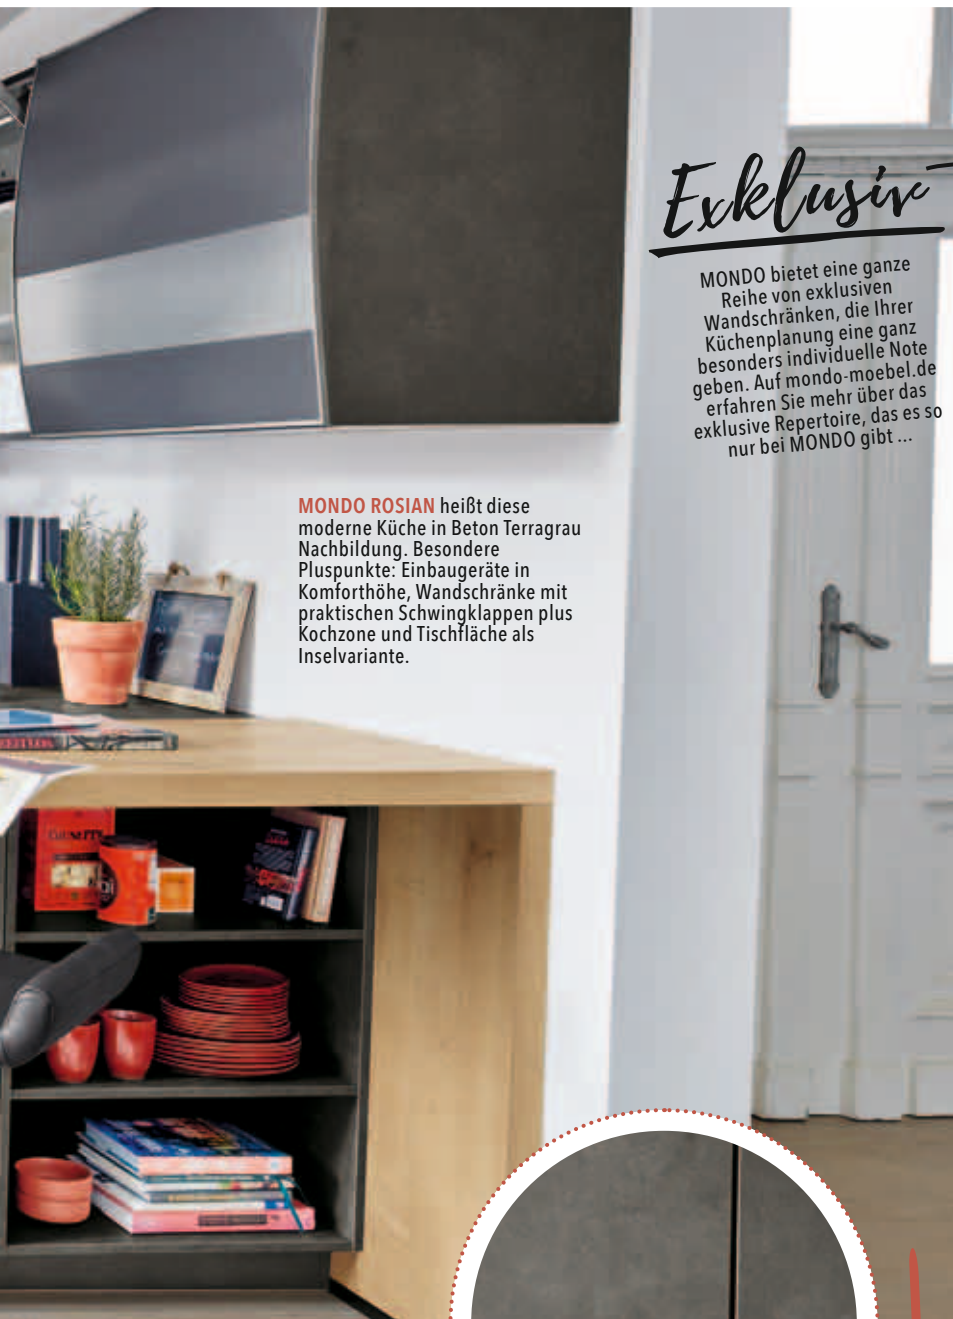 Exklusiv
MONDO bietet eine ganze
Reihe von exklusiven
Wandschränken, die Ihrer
Küchenplanung eine ganz
besonders individuelle Note
geben. Auf mondo-moebel.de
erfahren Sie mehr über das
exklusive Repertoire, das es so
nur bei MONDO gibt ...
MONDO ROSIAN heißt diese
moderne Küche in Beton Terragrau
Nachbildung. Besondere
Pluspunkte: Einbaugeräte in
Komforthöhe, Wandschränke mit
praktischen Schwingklappen plus
Kochzone und Tischfläche als
Inselvariante.